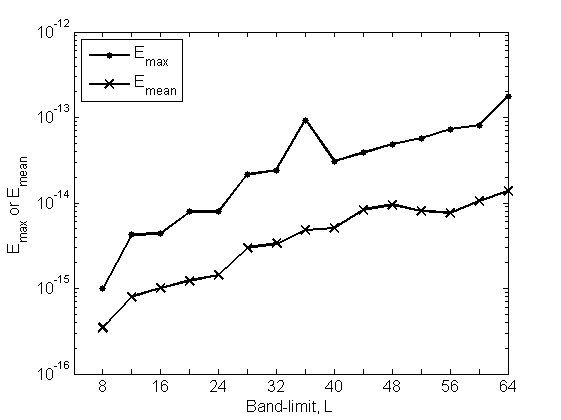 10^-12
E_max
E_mean
10^-13
10^-14
10^-15
10^-16
E_max or E_mean
8 16 24 32 40 48 56 64
Band-limit, L